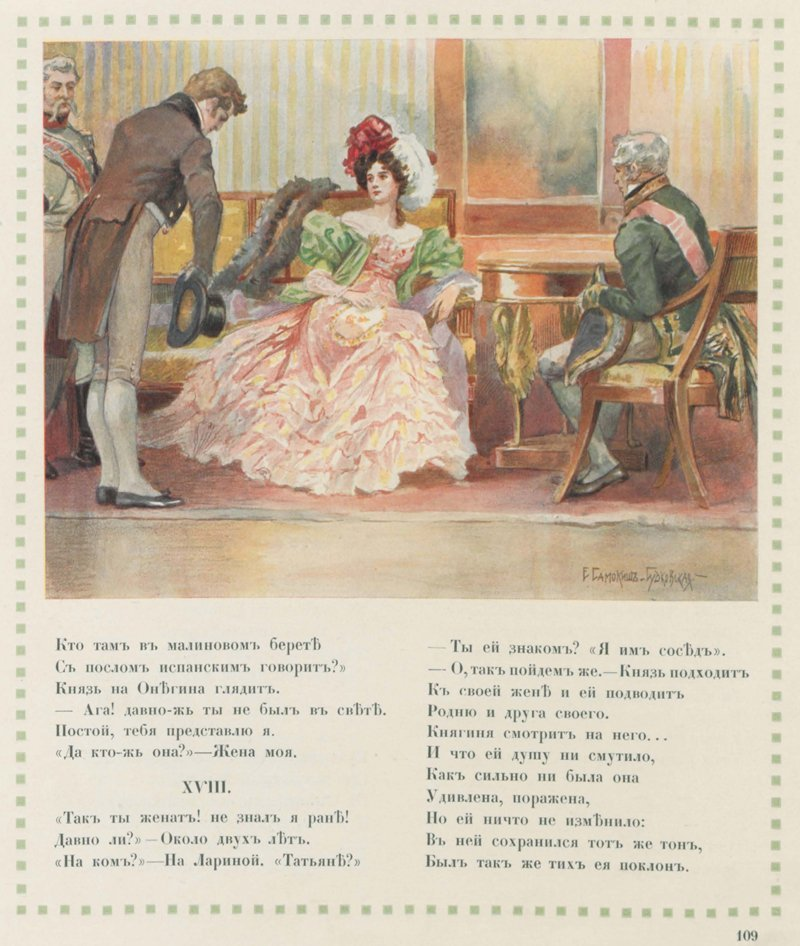 Е Самокишъ-Судковская
Кто тамъ въ малиновомъ беретѣ
Съ посломъ испанскимъ говоритъ?»
Князь на Онѣгина глядитъ.
— Ага! давно-жь ты не былъ въ свѣтѣ.
Постой, тебя представлю я.
«Да кто-жь она?»—Жена моя.
XVIII.
«Такъ ты женатъ! не зналъ я ранѣ!
Давно ли?»—Около двухъ лѣтъ.
«На комъ?»—На Лариной. «Татьянѣ?»
— Ты ей знакомъ? «Я имъ сосѣдъ».
— О, такъ пойдемъ же.—Князь подходитъ
Къ своей женѣ и ей подводитъ
Родню и друга своего.
Княгиня смотритъ на него...
И что ей душу ни смутило,
Какъ сильно ни была она
Удивлена, поражена,
Но ей ничто не измѣнило:
Въ ней сохранился тотъ же тонъ,
Былъ такъ же тихъ ея поклонъ.
109